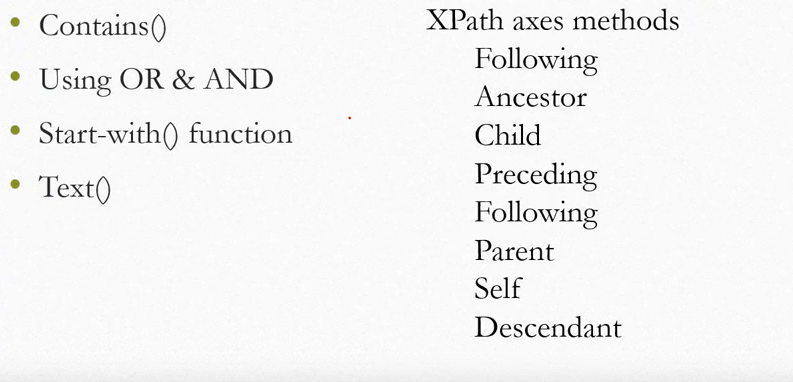 Contains()
Using OR & AND
Start-with() function
Text()
XPath axes methods
Following
Ancestor
Child
Preceding
Following
Parent
Self
Descendant